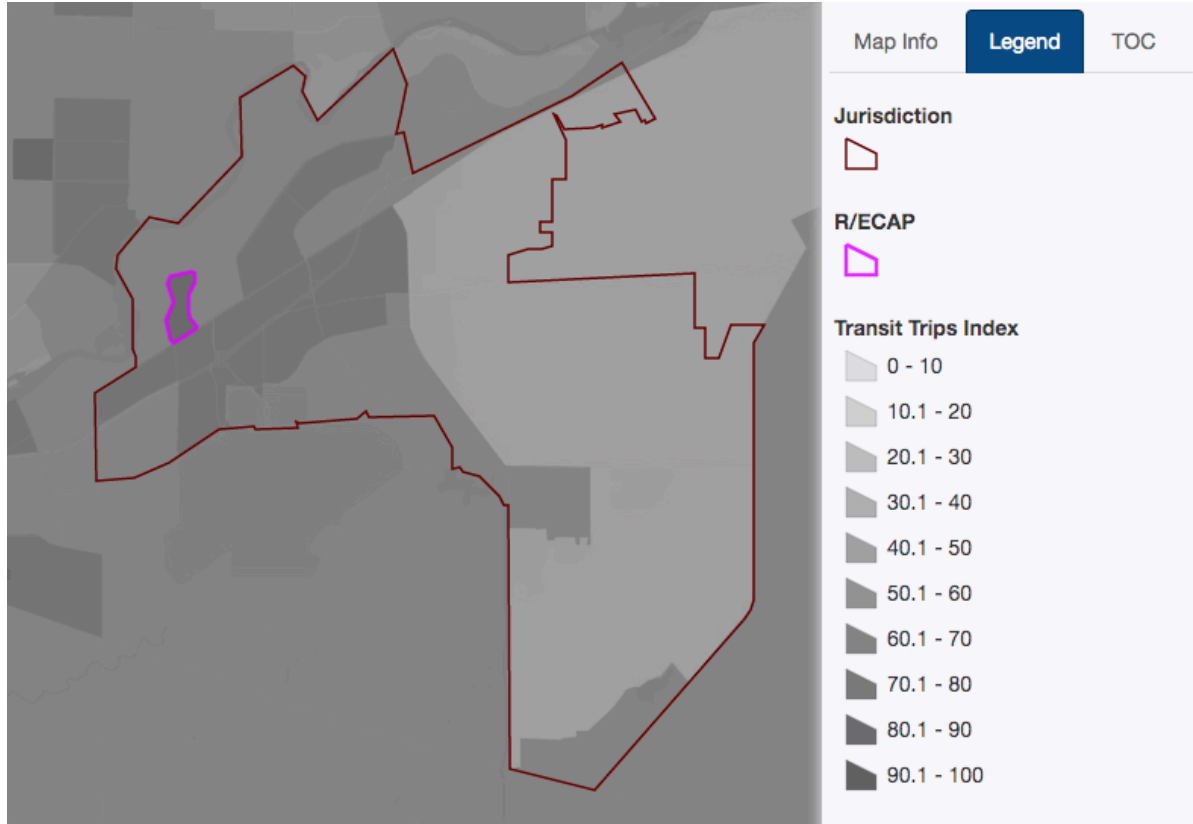 Map Info Legend TOC
Jurisdiction
R/ECAP
Transit Trips Index
0 - 10
10.1 - 20
20.1 - 30
30.1 - 40
40.1 - 50
50.1 - 60
60.1 - 70
70.1 - 80
80.1 - 90
90.1 - 100